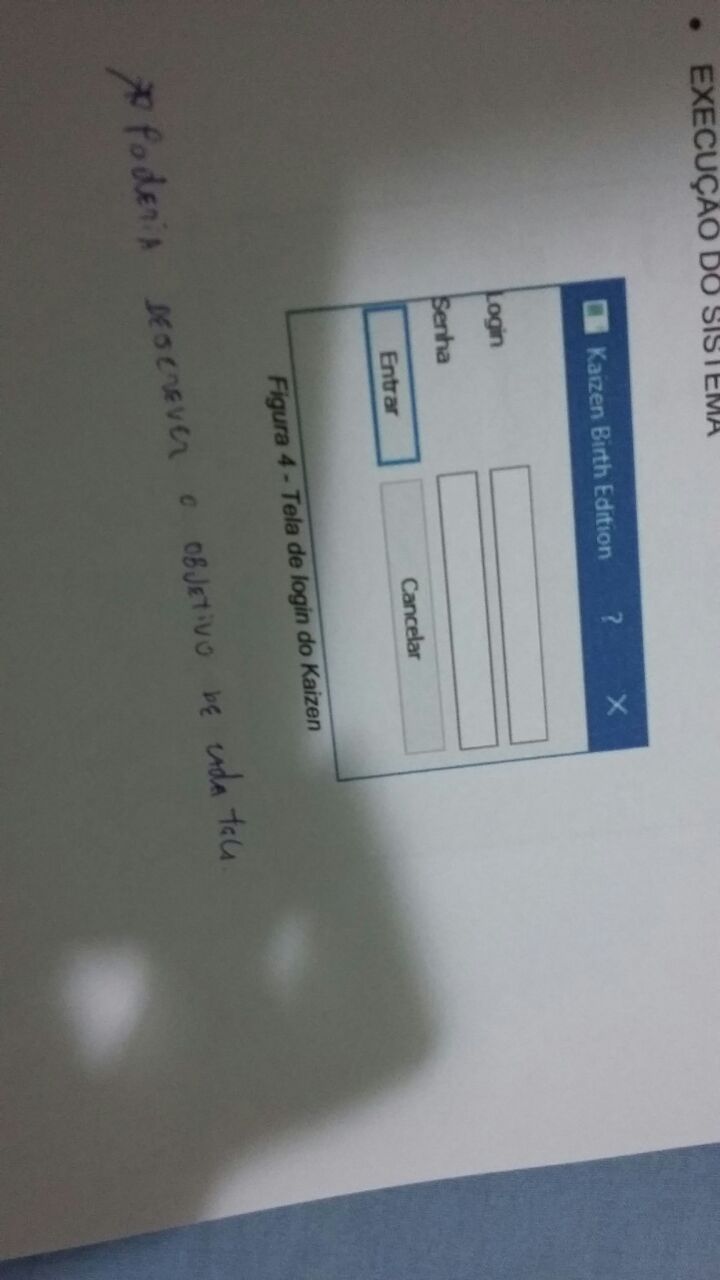 • EXECUÇÃO DO SISTEMA
Kaizen Birth Edition ? X
Login
Senha
Entrar Cancelar
Figura 4 - Tela de login do Kaizen
* Poderia DESCREVER o OBJETIVO DE cada tela.